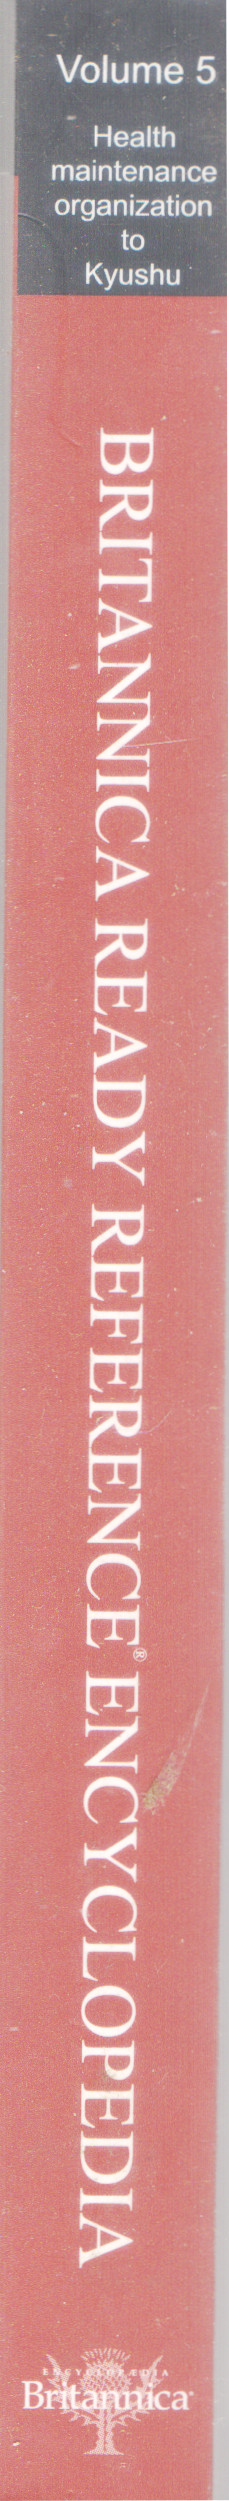 Volume 5
Health
maintenance
organization
to
Kyushu
BRITANNICA READY REFERENCE® ENCYCLOPEDIA
ENCYCLOPÆDIA
Britannica®